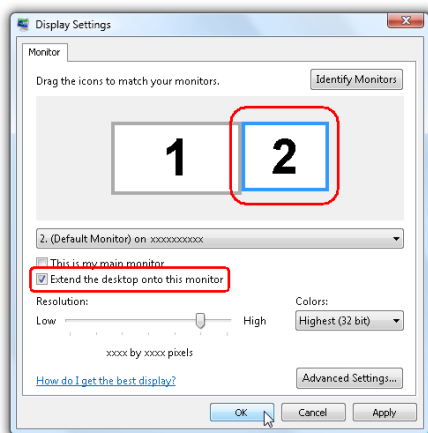 Display Settings
Monitor
Drag the icons to match your monitors.
Identify Monitors
1
2
2. (Default Monitor) on xxxxxxxxxx
This is my main monitor
Extend the desktop onto this monitor
Resolution:
Colors:
Low
High
Highest (32 bit)
xxxx by xxxx pixels
How do I get the best display?
Advanced Settings...
OK
Cancel
Apply